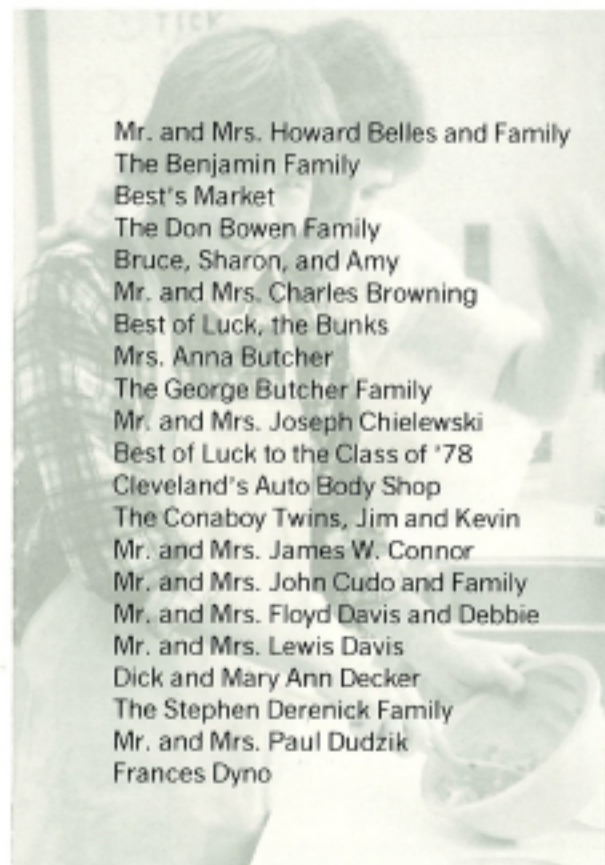 TICK
Mr. and Mrs. Howard Belles and Family
The Benjamin Family
Best's Market
The Don Bowen Family
Bruce, Sharon, and Amy
Mr. and Mrs. Charles Browning
Best of Luck, the Bunks
Mrs. Anna Butcher
The George Butcher Family
Mr. and Mrs. Joseph Chielewski
Best of Luck to the Class of '78
Cleveland's Auto Body Shop
The Conaboy Twins, Jim and Kevin
Mr. and Mrs. James W. Connor
Mr. and Mrs. John Cudo and Family
Mr. and Mrs. Floyd Davis and Debbie
Mr. and Mrs. Lewis Davis
Dick and Mary Ann Decker
The Stephen Derenick Family
Mr. and Mrs. Paul Dudzik
Frances Dyno